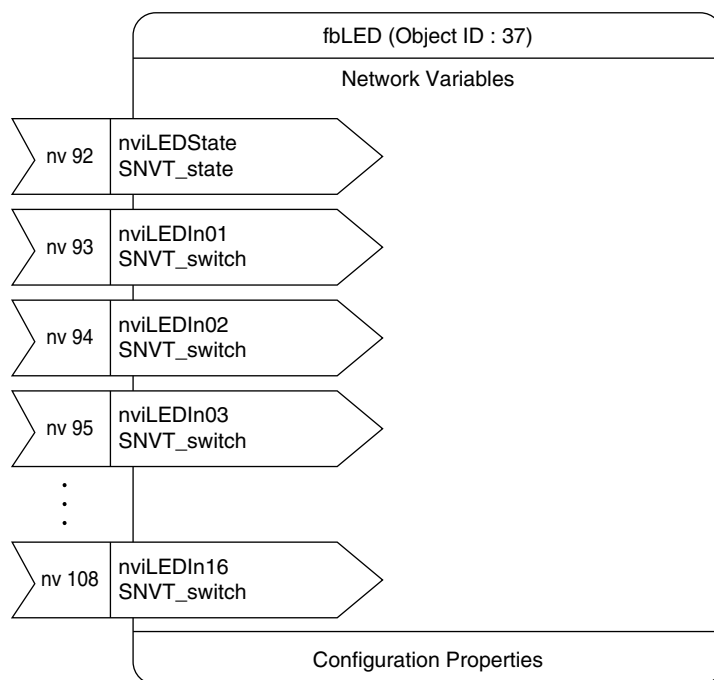 fbLED (Object ID : 37)
Network Variables
nv 92
nviLEDState
SNVT_state
nv 93
nviLEDIn01
SNVT_switch
nv 94
nviLEDIn02
SNVT_switch
nv 95
nviLEDIn03
SNVT_switch
nv 108
nviLEDIn16
SNVT_switch
Configuration Properties